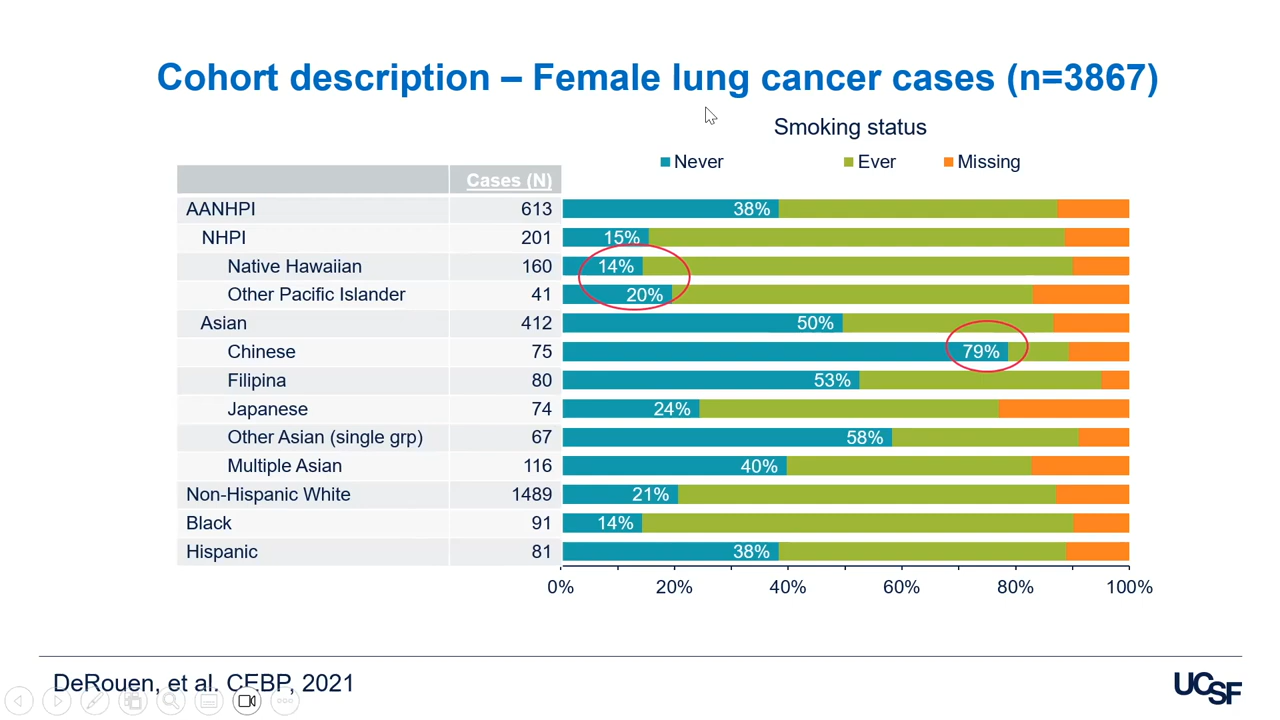 Cohort description – Female lung cancer cases (n=3867)
Smoking status
Never Ever Missing
Cases (N)
AANHPI 613 38%
NHPI 201 15%
Native Hawaiian 160 14%
Other Pacific Islander 41 20%
Asian 412 50%
Chinese 75 79%
Filipina 80 53%
Japanese 74 24%
Other Asian (single grp) 67 58%
Multiple Asian 116 40%
Non-Hispanic White 1489 21%
Black 91 14%
Hispanic 81 38%
0% 20% 40% 60% 80% 100%
DeRouen, et al. CEBP, 2021
UCSF